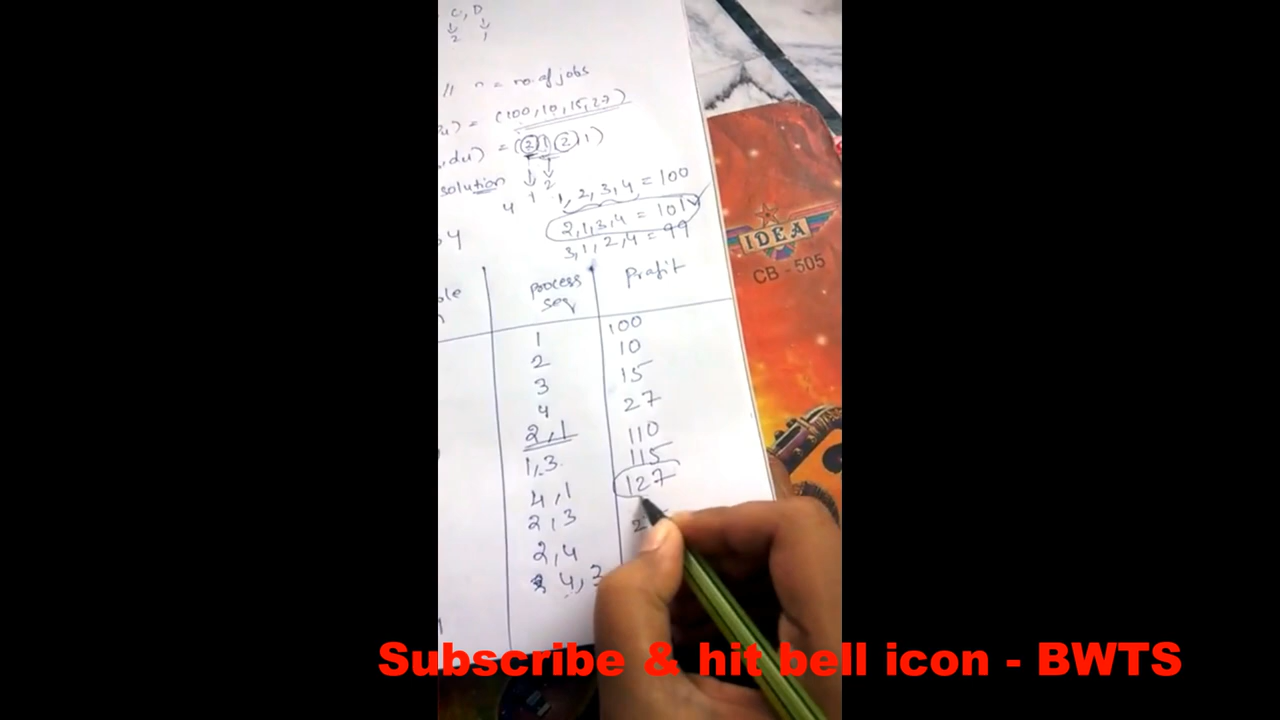 C, D
2 1
// n = no. of jobs
) = (100, 10, 15, 27)
, du) = (2, 1, 2, 1)
solution
1 2
4
1, 2, 3, 4 = 100
2, 1, 3, 4 = 101
3, 1, 2, 4 = 99
process seq
Profit
1 100
2 10
3 15
4 27
2, 1 110
1, 3. 115
4, 1 127
2, 3
2, 4
4, 3
IDEA
CB - 505
Subscribe & hit bell icon - BWTS